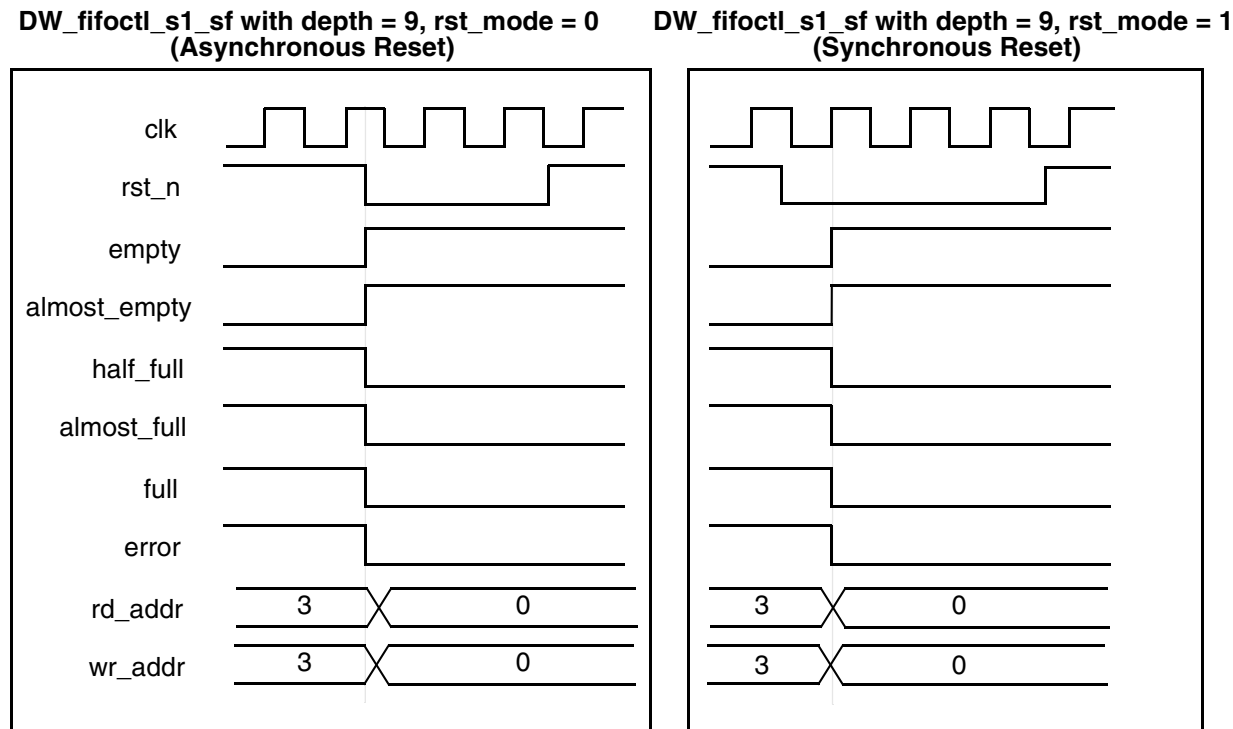 DW_fifoctl_s1_sf with depth = 9, rst_mode = 0
(Asynchronous Reset)
clk
rst_n
empty
almost_empty
half_full
almost_full
full
error
rd_addr 3 0
wr_addr 3 0
DW_fifoctl_s1_sf with depth = 9, rst_mode = 1
(Synchronous Reset)
3 0
3 0